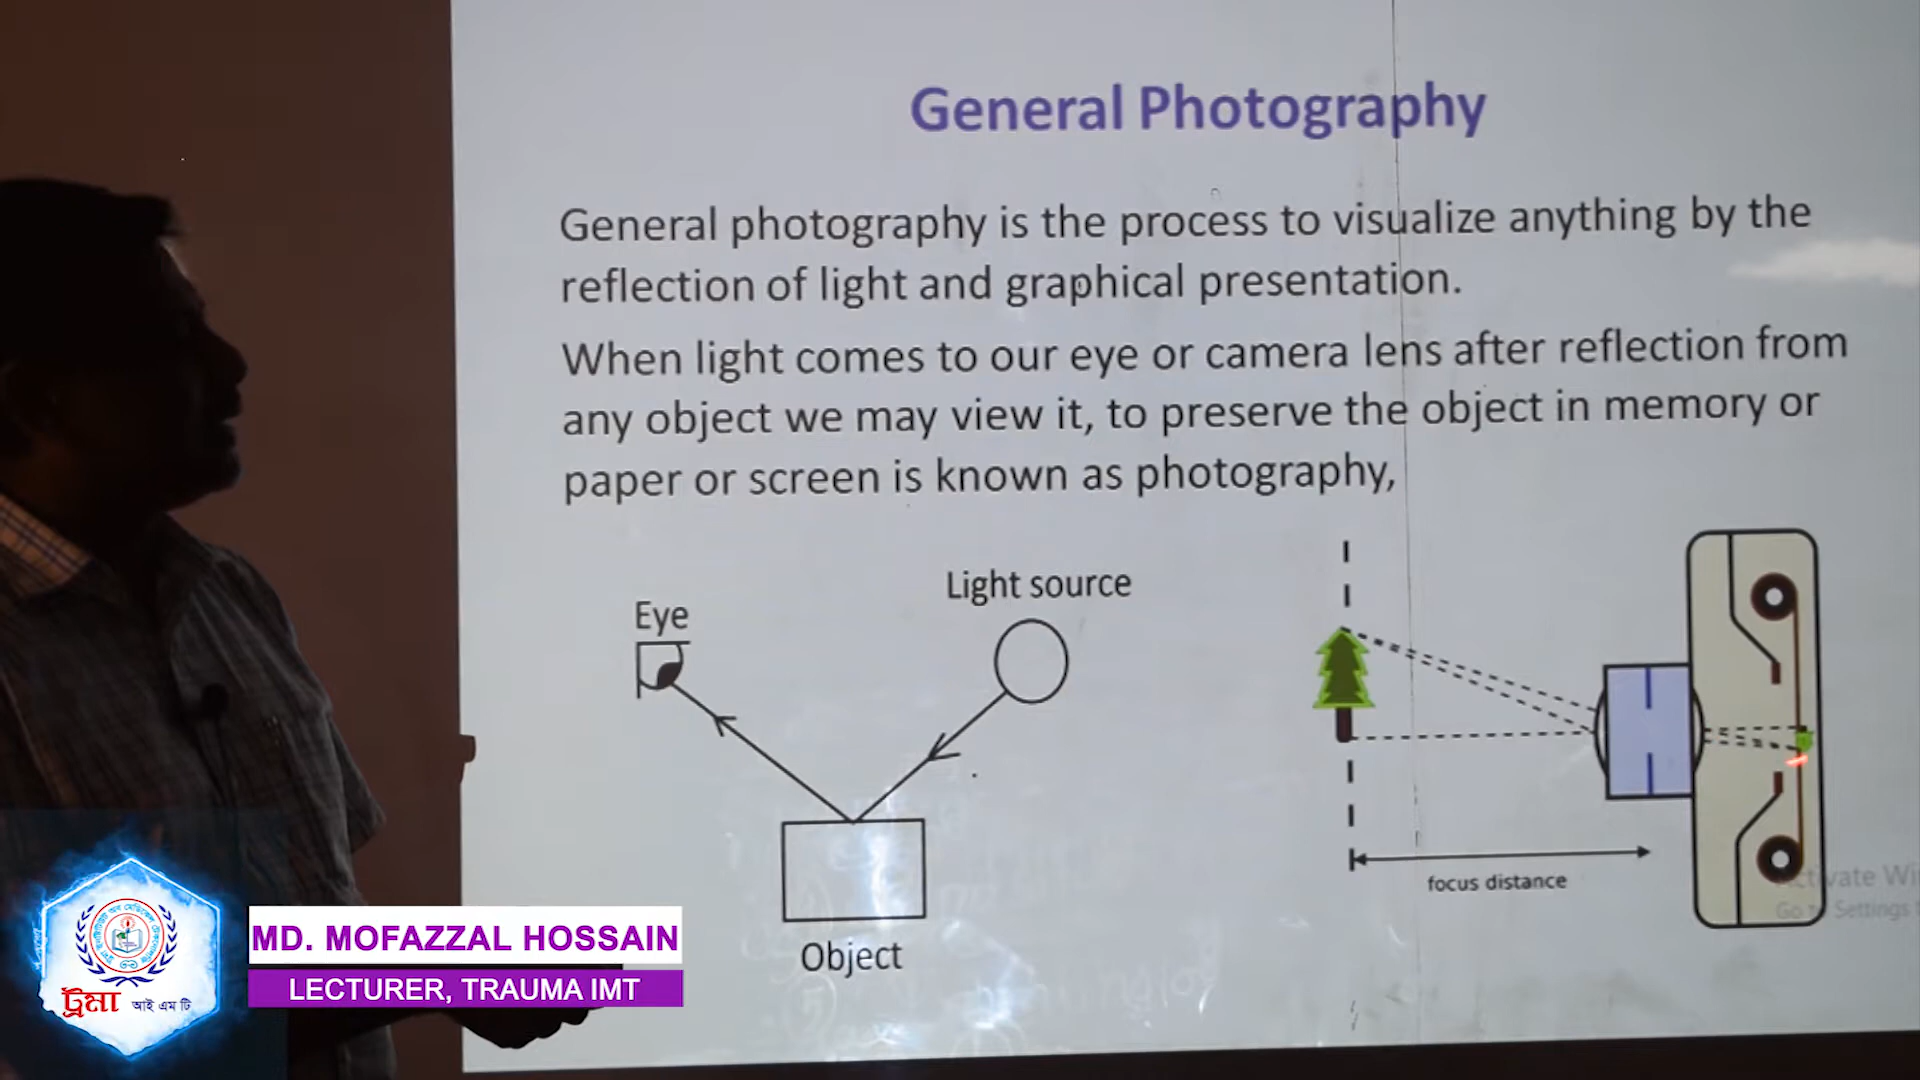 General Photography
General photography is the process to visualize anything by the
reflection of light and graphical presentation.
When light comes to our eye or camera lens after reflection from
any object we may view it, to preserve the object in memory or
paper or screen is known as photography,
Light source
Eye
focus distance
Object
MD. MOFAZZAL HOSSAIN
LECTURER, TRAUMA IMT
ট্রমা আই এম টি